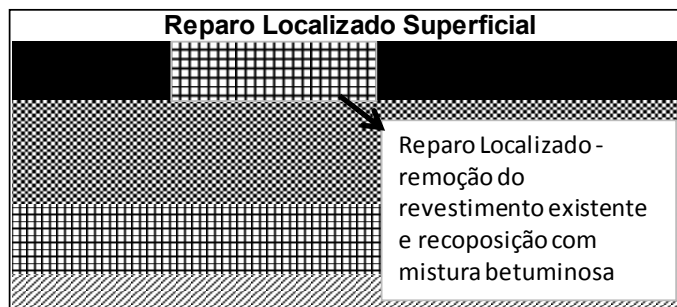 Reparo Localizado Superficial
Reparo Localizado -
remoção do
revestimento existente
e recoposição com
mistura betuminosa